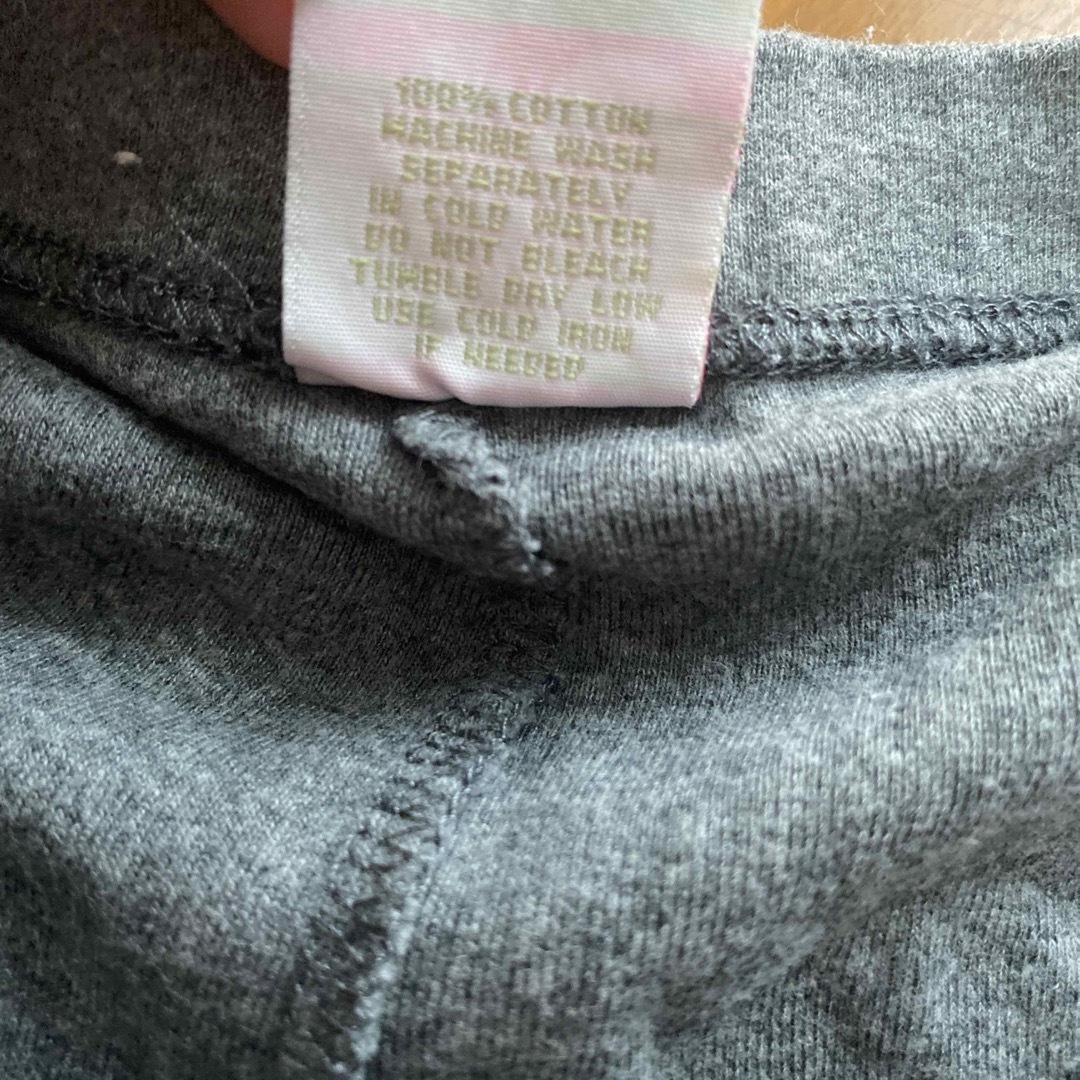 100% COTTON
MACHINE WASH
SEPARATELY
IN COLD WATER
DO NOT BLEACH
TUMBLE DRY LOW
USE COLD IRON
IF NEEDED